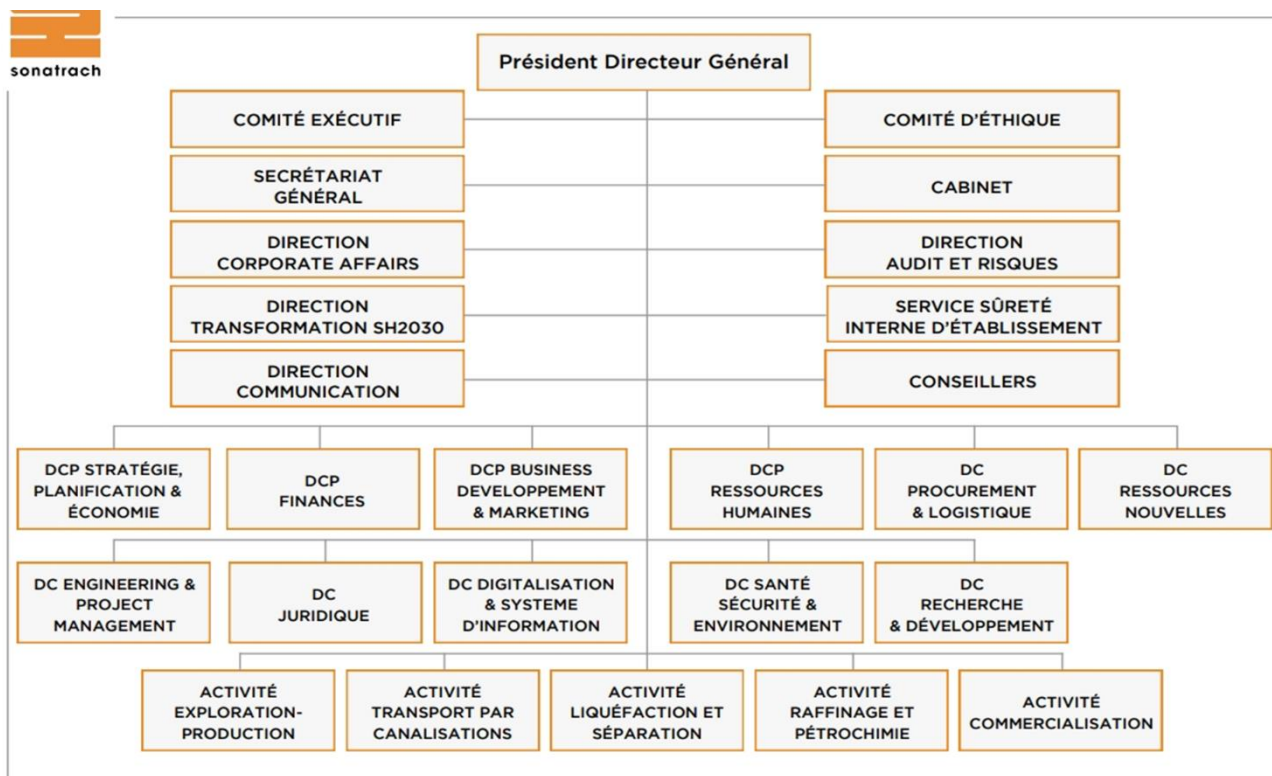 sonatrach
Président Directeur Général
COMITÉ EXÉCUTIF
COMITÉ D'ÉTHIQUE
SECRÉTARIAT
GÉNÉRAL
CABINET
DIRECTION
CORPORATE AFFAIRS
DIRECTION
AUDIT ET RISQUES
DIRECTION
TRANSFORMATION SH2030
SERVICE SÛRETÉ
INTERNE D'ÉTABLISSEMENT
DIRECTION
COMMUNICATION
CONSEILLERS
DCP STRATÉGIE,
PLANIFICATION &
ÉCONOMIE
DCP
FINANCES
DCP BUSINESS
DEVELOPPEMENT
& MARKETING
DCP
RESSOURCES
HUMAINES
DC
PROCUREMENT
& LOGISTIQUE
DC
RESSOURCES
NOUVELLES
DC ENGINEERING &
PROJECT
MANAGEMENT
DC
JURIDIQUE
DC DIGITALISATION
& SYSTEME
D'INFORMATION
DC SANTÉ
SÉCURITÉ &
ENVIRONNEMENT
DC
RECHERCHE
& DÉVELOPPEMENT
ACTIVITÉ
EXPLORATION-
PRODUCTION
ACTIVITÉ
TRANSPORT PAR
CANALISATIONS
ACTIVITÉ
LIQUÉFACTION ET
SÉPARATION
ACTIVITÉ
RAFFINAGE ET
PÉTROCHIMIE
ACTIVITÉ
COMMERCIALISATION